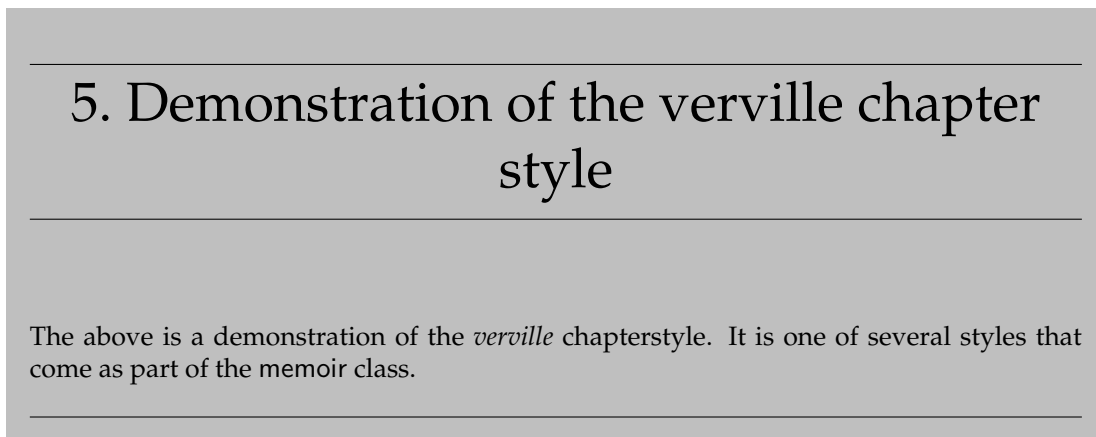 5. Demonstration of the verville chapter
style
The above is a demonstration of the verville chapterstyle. It is one of several styles that
come as part of the memoir class.